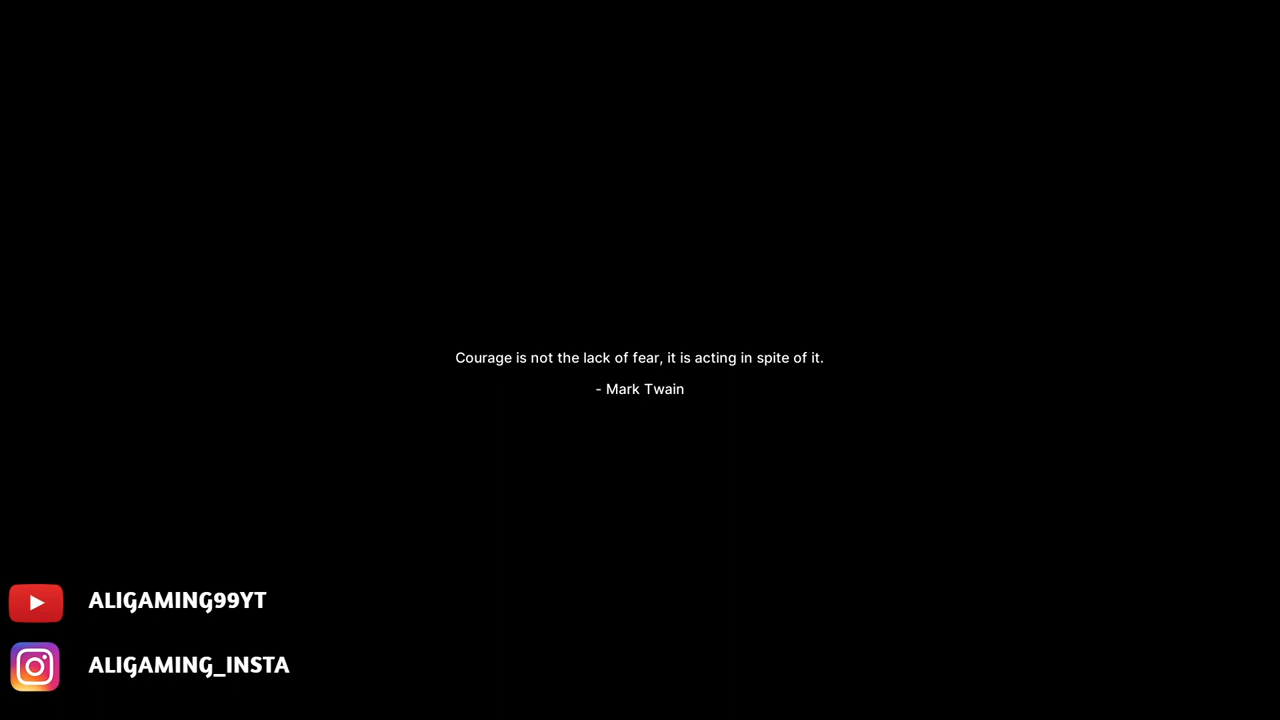 Courage is not the lack of fear, it is acting in spite of it.
- Mark Twain
ALIGAMING99YT
ALIGAMING_INSTA